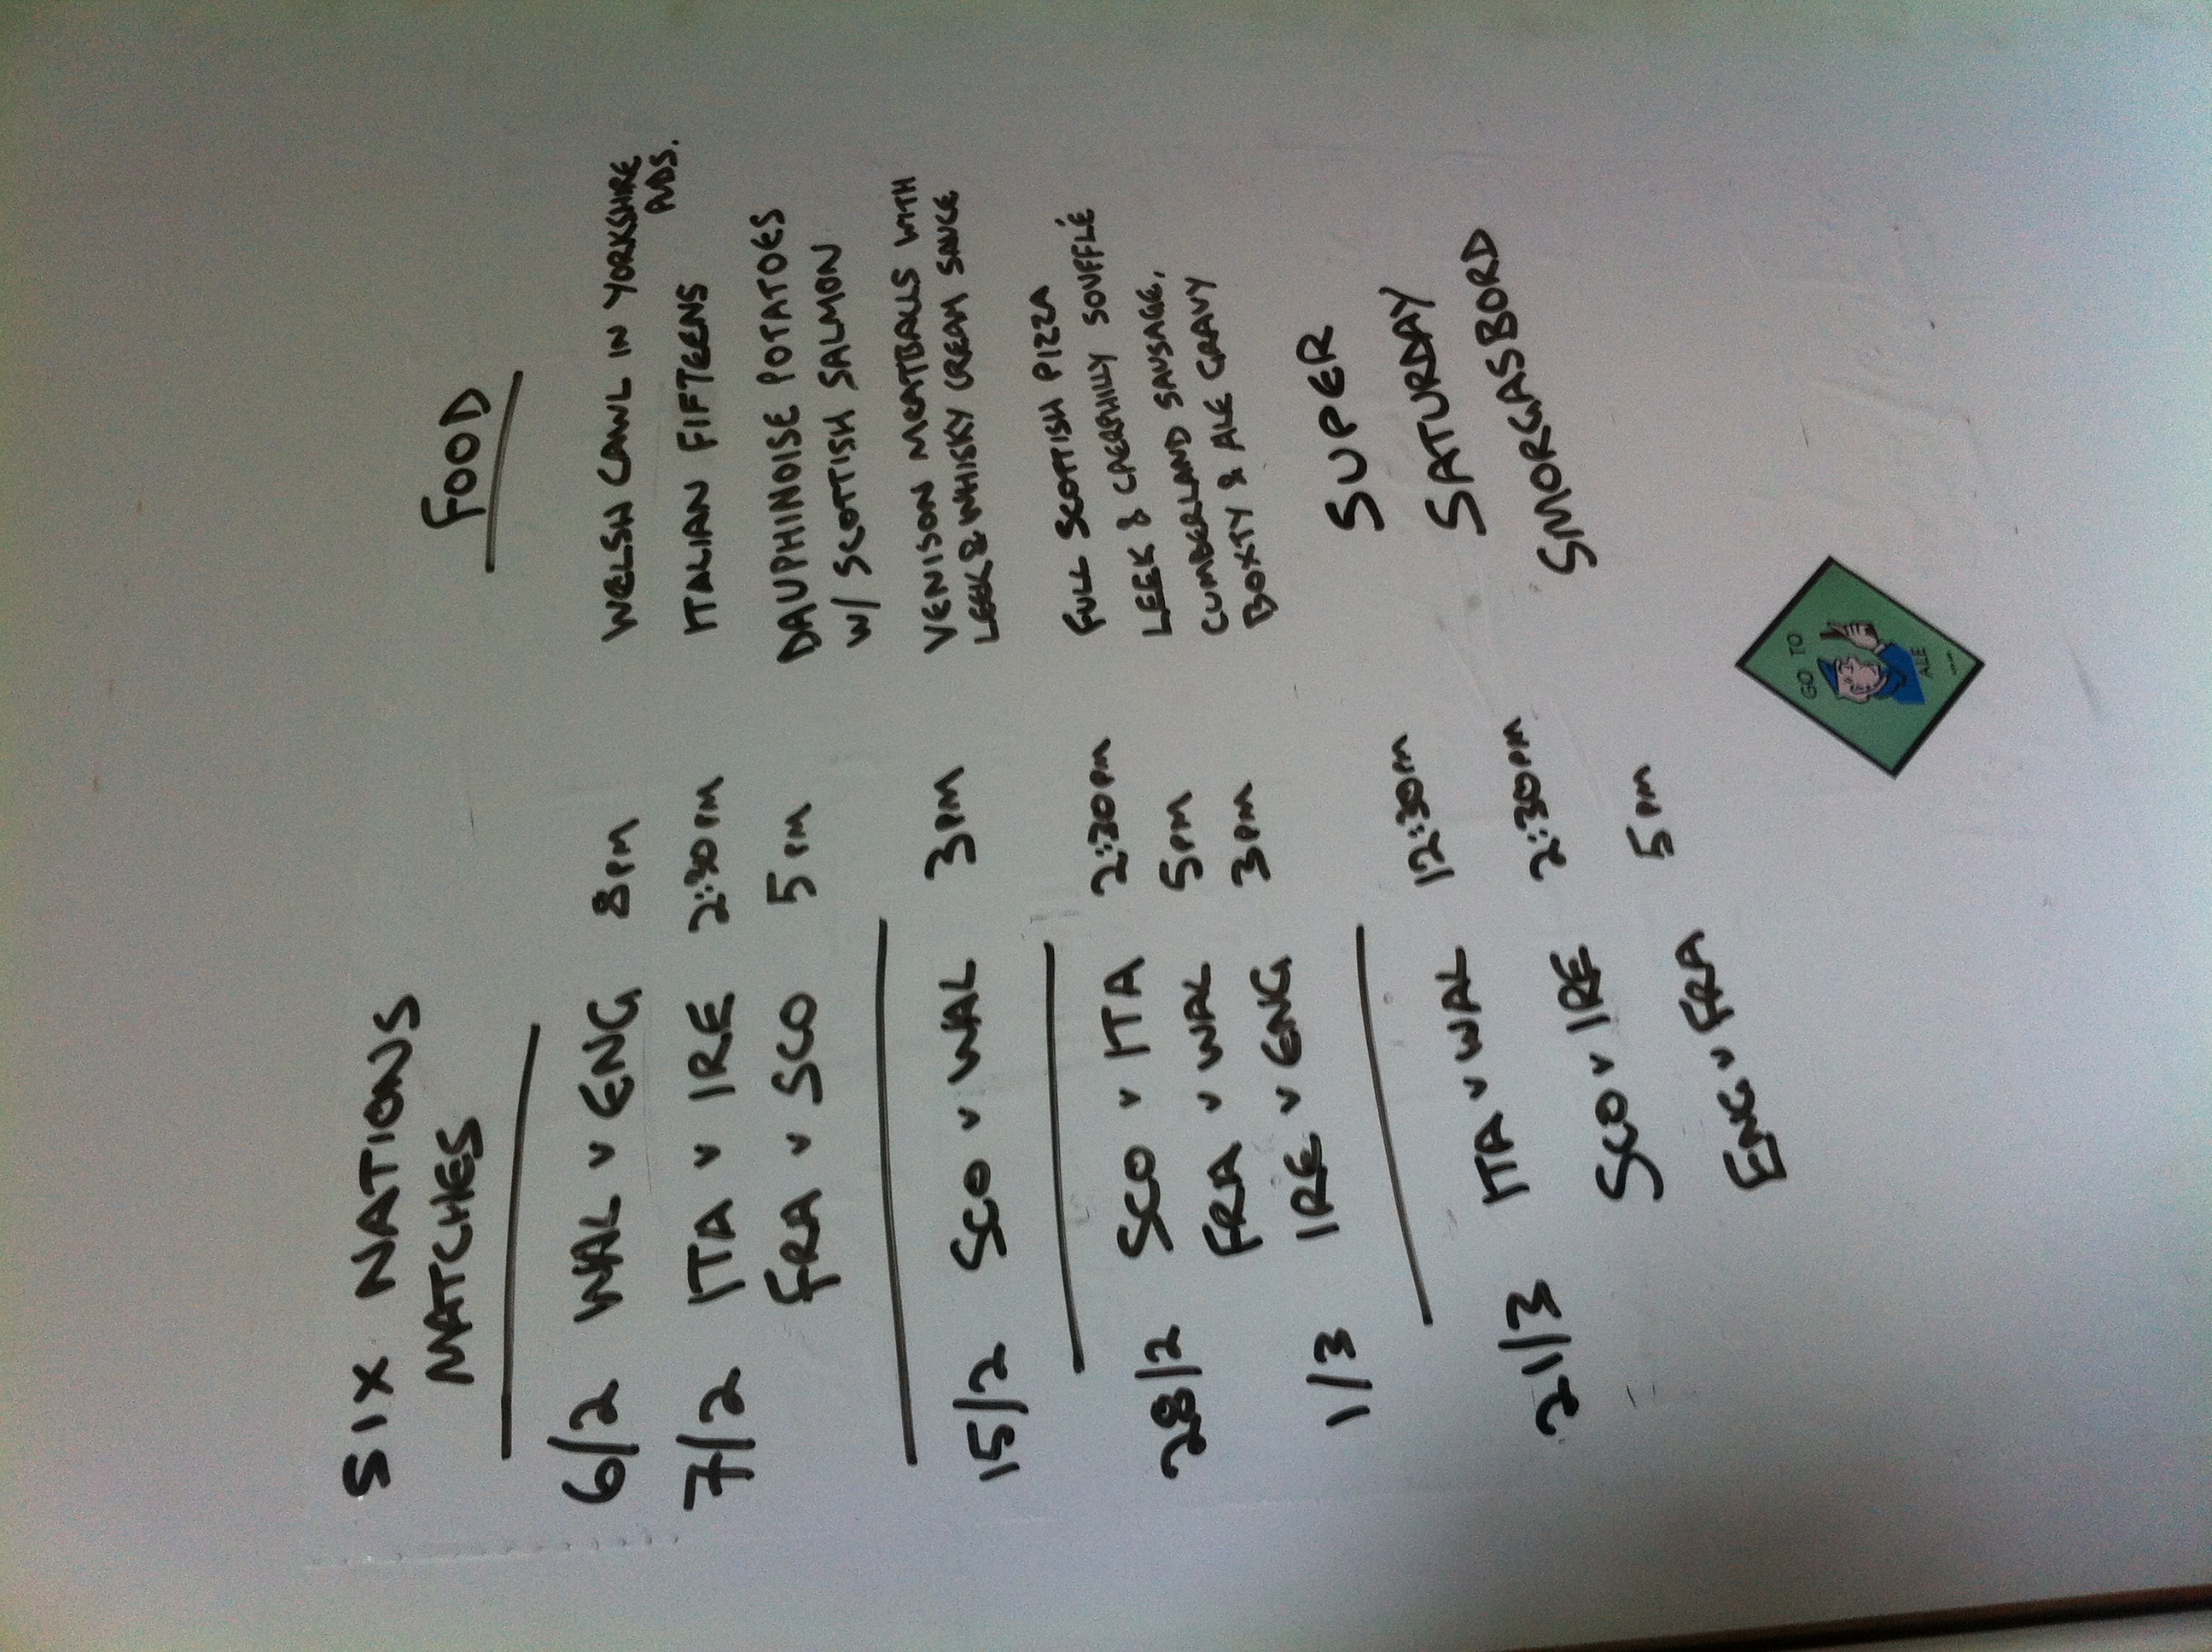 SIX NATIONS
MATCHES
FOOD
6/2 WAL v ENG 8PM WELSH CAWL IN YORKSHIRE
PUDS.
7/2 ITA v IRE 2:30PM ITALIAN FIFTEENS
FRA v SCO 5PM DAUPHINOISE POTATOES
W/ SCOTTISH SALMON
15/2 SCO v WAL 3PM VENISON MEATBALLS WITH
LEEK & WHISKY CREAM SAUCE
28/2 SCO v ITA 2:30PM FULL SCOTTISH PIZZA
FRA v WAL 5PM LEEK & CAERPHILLY SOUFFLÉ
1/3 IRE v ENG 3PM CUMBERLAND SAUSAGE,
BOXTY & ALE GRAVY
21/3 ITA v WAL 12:30PM SUPER
SCO v IRE 2:30PM SATURDAY
ENG v FRA 5PM SMORGASBORD
GO TO
ALE